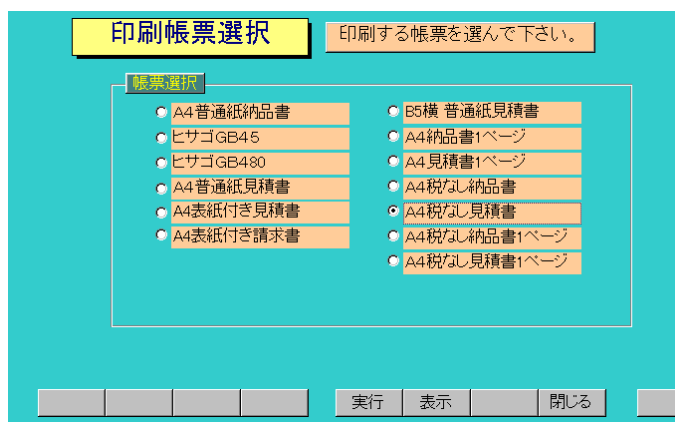 印刷帳票選択
印刷する帳票を選んで下さい。
帳票選択
A4普通紙納品書
ヒサゴGB45
ヒサゴGB480
A4普通紙見積書
A4表紙付き見積書
A4表紙付き請求書
B5横 普通紙見積書
A4納品書1ページ
A4見積書1ページ
A4税なし納品書
A4税なし見積書
A4税なし納品書1ページ
A4税なし見積書1ページ
実行 表示 閉じる